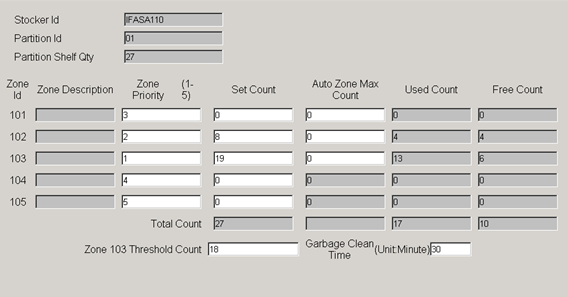 Stocker Id IFASA110
Partition Id 01
Partition Shelf Qty 27
Zone Id Zone Description Zone Priority (1-5) Set Count Auto Zone Max Count Used Count Free Count
101 3 0 0 0 0
102 2 8 0 4 4
103 1 19 0 13 6
104 4 0 0 0 0
105 5 0 0 0 0
Total Count 27 17 10
Zone 103 Threshold Count 18 Garbage Clean Time (Unit:Minute) 30